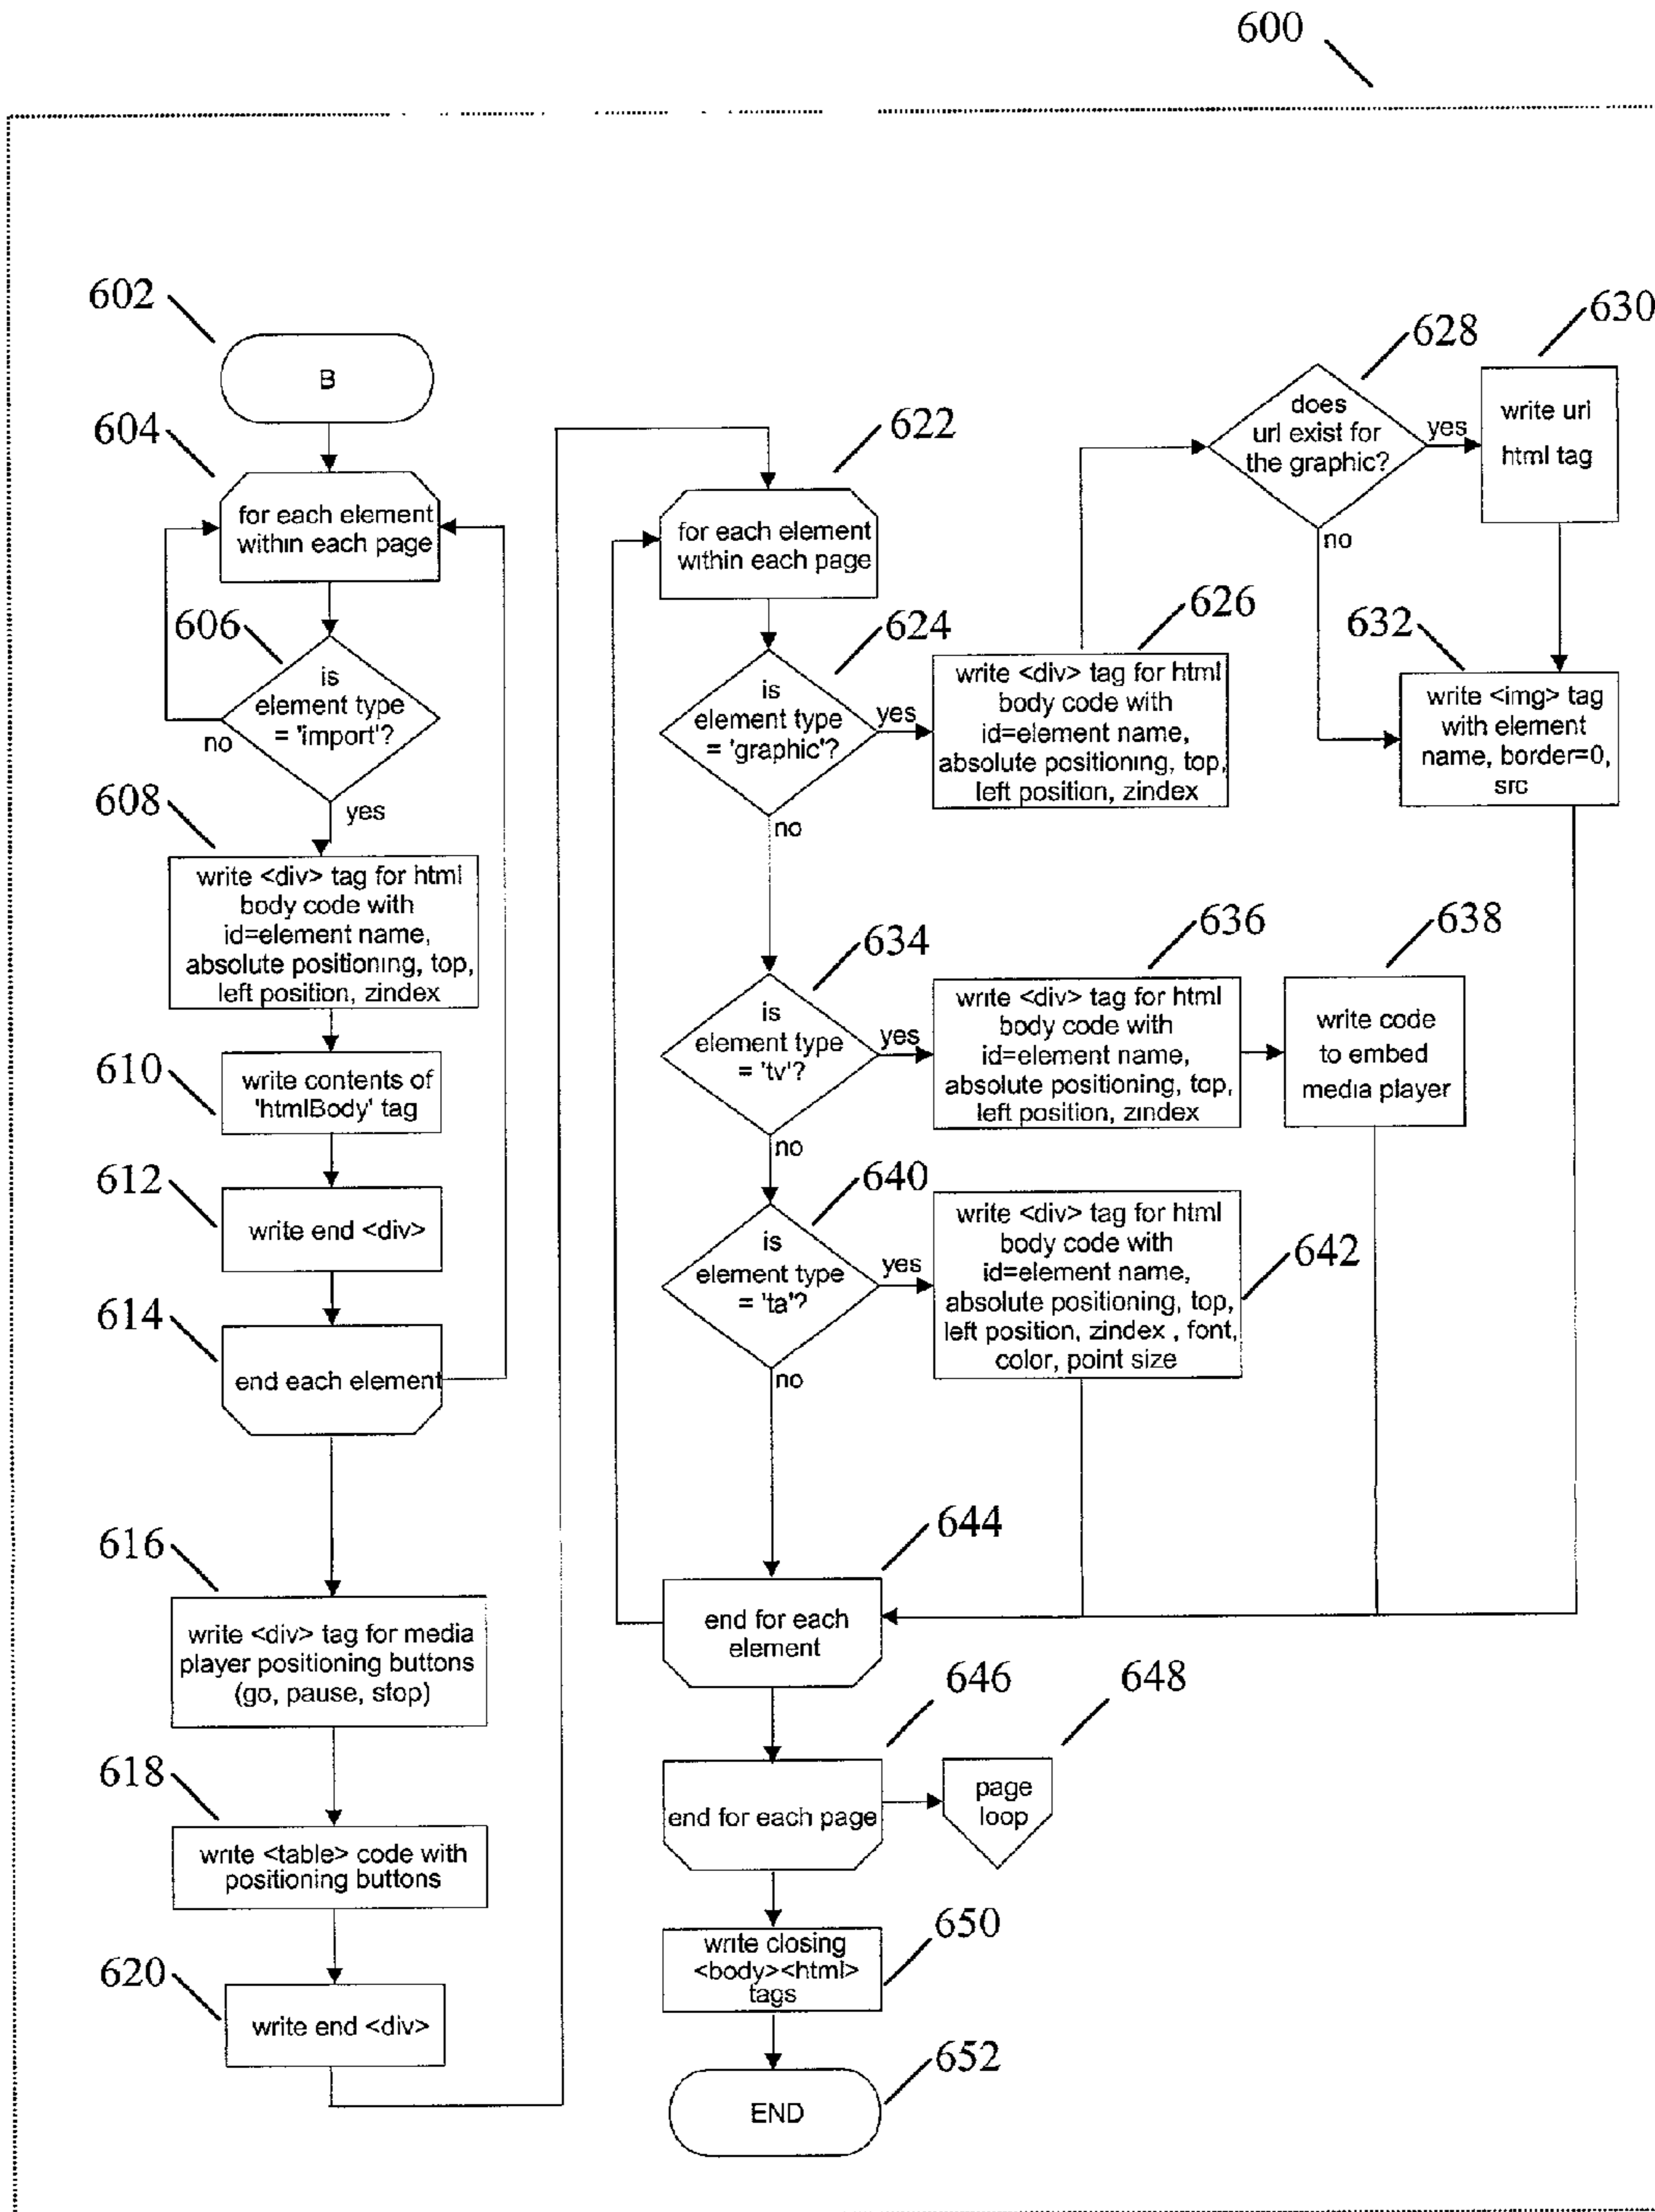 600
602
B
604
for each element
within each page
606
is
element type
= 'import'?
no
yes
608
write <div> tag for html
body code with
id=element name,
absolute positioning, top,
left position, zindex
610
write contents of
'htmlBody' tag
612
write end <div>
614
end each element
616
write <div> tag for media
player positioning buttons
(go, pause, stop)
618
write <table> code with
positioning buttons
620
write end <div>
622
for each element
within each page
624
is
element type
= 'graphic'?
yes
no
626
write <div> tag for html
body code with
id=element name,
absolute positioning, top,
left position, zindex
628
does
url exist for
the graphic?
yes
no
630
write url
html tag
632
write <img> tag
with element
name, border=0,
src
634
is
element type
= 'tv'?
yes
no
636
write <div> tag for html
body code with
id=element name,
absolute positioning, top,
left position, zindex
638
write code
to embed
media player
640
is
element type
= 'ta'?
yes
no
642
write <div> tag for html
body code with
id=element name,
absolute positioning, top,
left position, zindex , font,
color, point size
644
end for each
element
646
end for each page
648
page
loop
650
write closing
<body><html>
tags
652
END